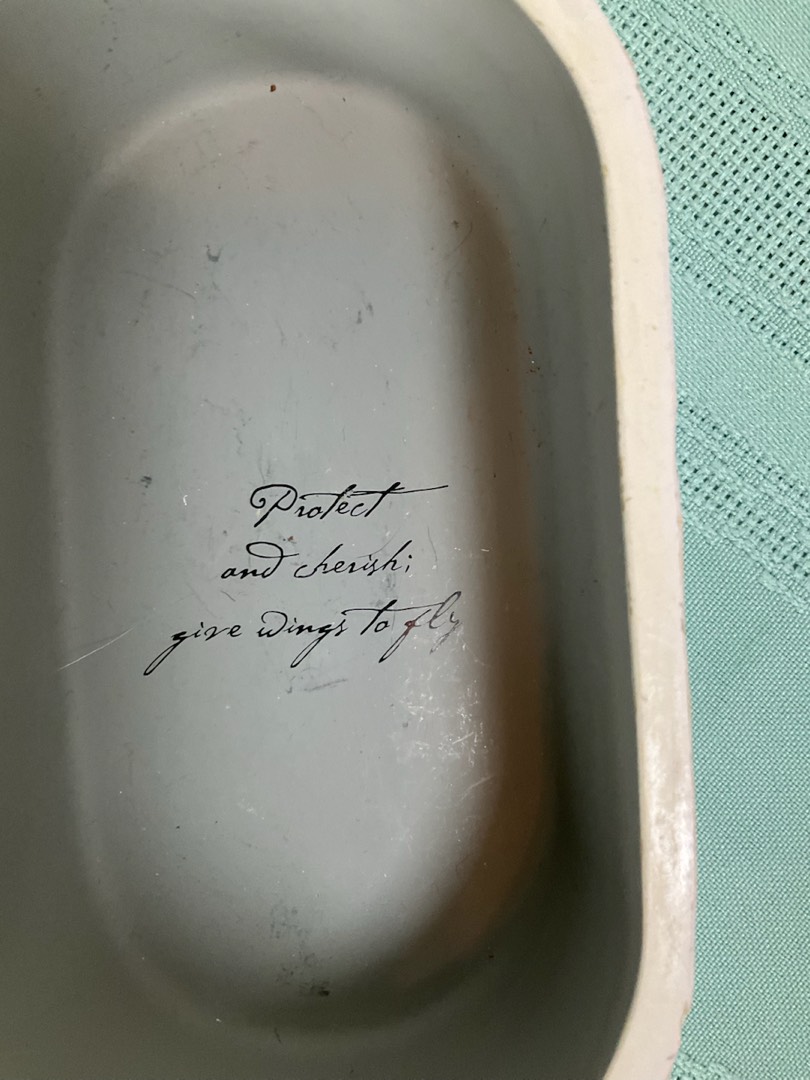 Protect
and cherish;
give wings to fly